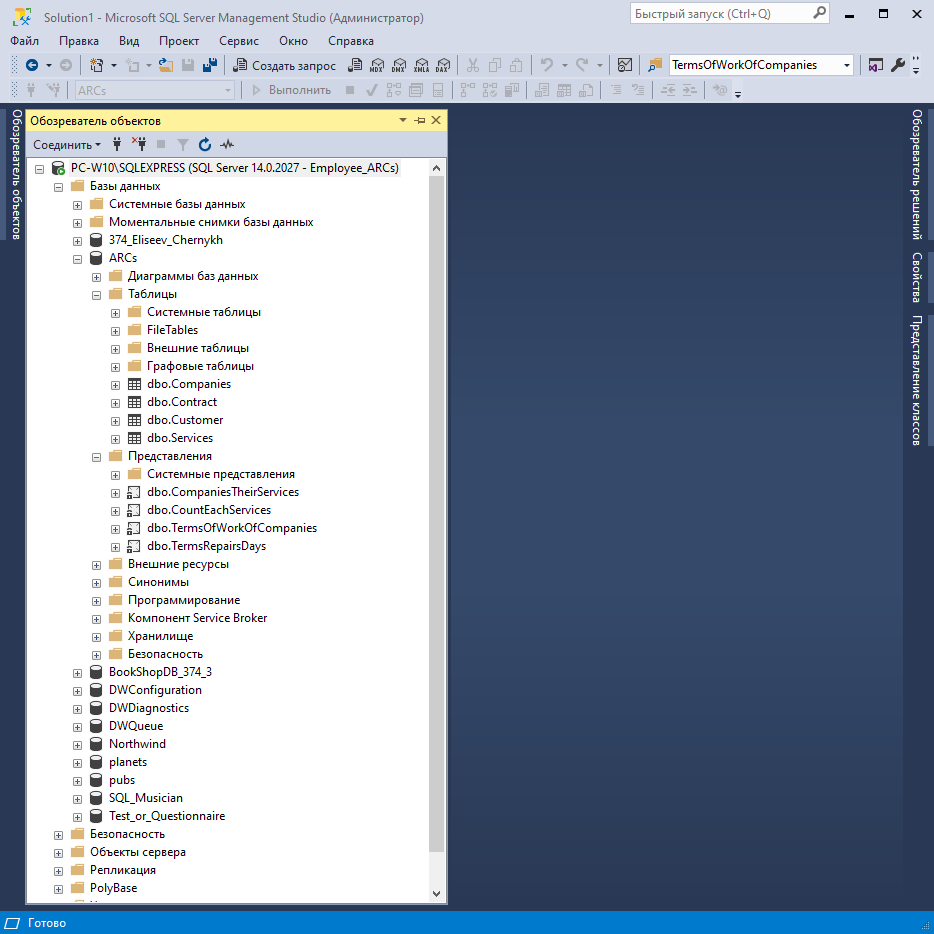 Solution1 - Microsoft SQL Server Management Studio (Администратор)
Быстрый запуск (Ctrl+Q)
Файл Правка Вид Проект Сервис Окно Справка
Создать запрос
MDX
DMX
XMLA
DAX
TermsOfWorkOfCompanies
ARCs
Выполнить
Обозреватель объектов
Обозреватель объектов
Соединить
PC-W10\SQLEXPRESS (SQL Server 14.0.2027 - Employee_ARCs)
Базы данных
Системные базы данных
Моментальные снимки базы данных
374_Eliseev_Chernykh
ARCs
Диаграммы баз данных
Таблицы
Системные таблицы
FileTables
Внешние таблицы
Графовые таблицы
dbo.Companies
dbo.Contract
dbo.Customer
dbo.Services
Представления
Системные представления
dbo.CompaniesTheirServices
dbo.CountEachServices
dbo.TermsOfWorkOfCompanies
dbo.TermsRepairsDays
Внешние ресурсы
Синонимы
Программирование
Компонент Service Broker
Хранилище
Безопасность
BookShopDB_374_3
DWConfiguration
DWDiagnostics
DWQueue
Northwind
planets
pubs
SQL_Musician
Test_or_Questionnaire
Безопасность
Объекты сервера
Репликация
PolyBase
Обозреватель решений
Свойства
Представление классов
Готово